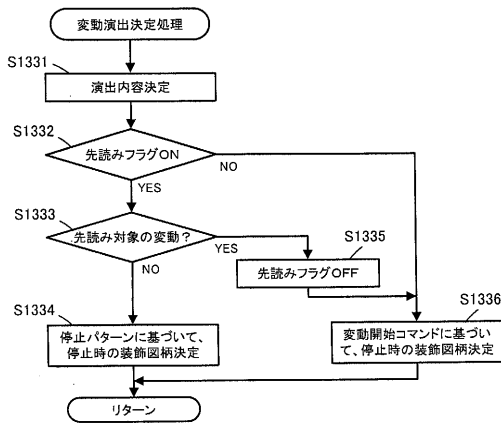 変動演出決定処理
S1331
演出内容決定
S1332
先読みフラグON
NO
YES
S1333
先読み対象の変動？
YES
NO
S1335
先読みフラグOFF
S1334
停止パターンに基づいて、
停止時の装飾図柄決定
S1336
変動開始コマンドに基づい
て、停止時の装飾図柄決定
リターン